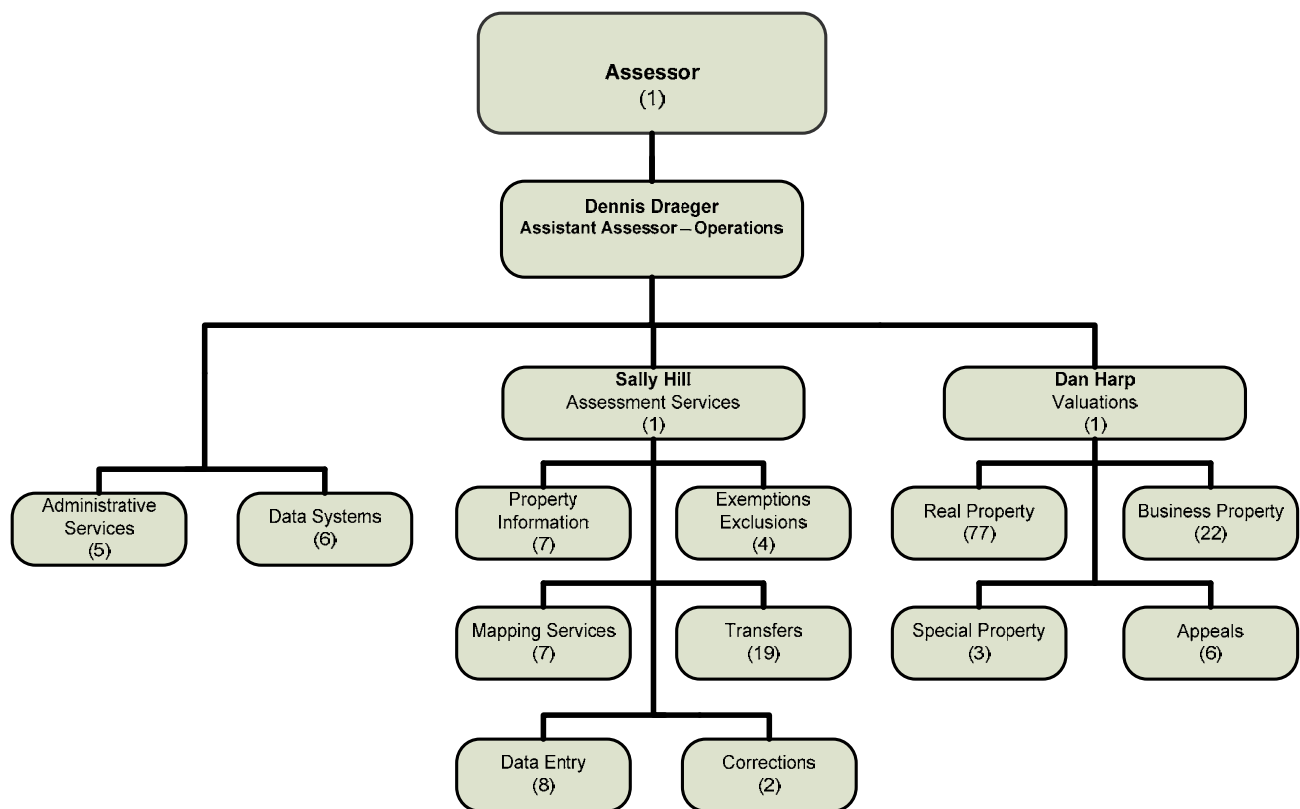 Assessor
(1)
Dennis Draeger
Assistant Assessor – Operations
Sally Hill
Assessment Services
(1)
Dan Harp
Valuations
(1)
Administrative
Services
(5)
Data Systems
(6)
Property
Information
(7)
Exemptions
Exclusions
(4)
Real Property
(77)
Business Property
(22)
Mapping Services
(7)
Transfers
(19)
Special Property
(3)
Appeals
(6)
Data Entry
(8)
Corrections
(2)